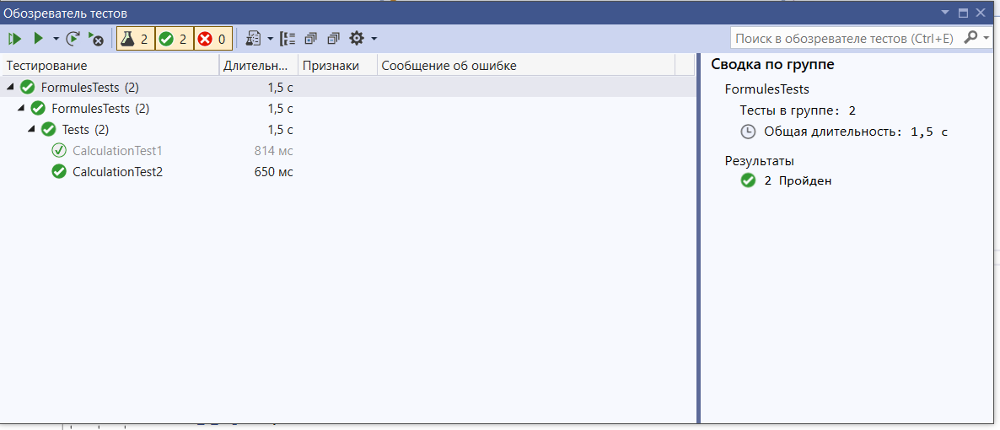 Обозреватель тестов
2 2 0
Поиск в обозревателе тестов (Ctrl+E)
Тестирование Длительн... Признаки Сообщение об ошибке
FormulesTests (2) 1,5 с
FormulesTests (2) 1,5 с
Tests (2) 1,5 с
CalculationTest1 814 мс
CalculationTest2 650 мс
Сводка по группе
FormulesTests
Тесты в группе: 2
Общая длительность: 1,5 с
Результаты
2 Пройден